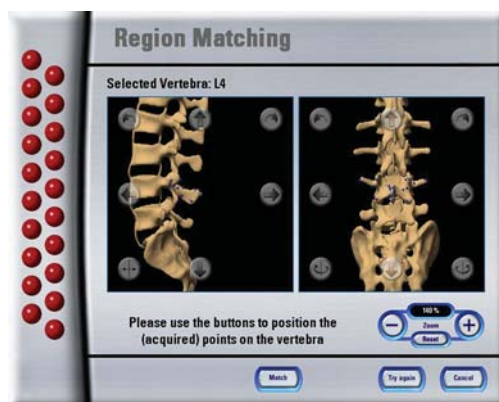 Region Matching
Selected Vertebra: L4
Please use the buttons to position the
(acquired) points on the vertebra
140 %
Zoom
Reset
Match
Try again
Cancel